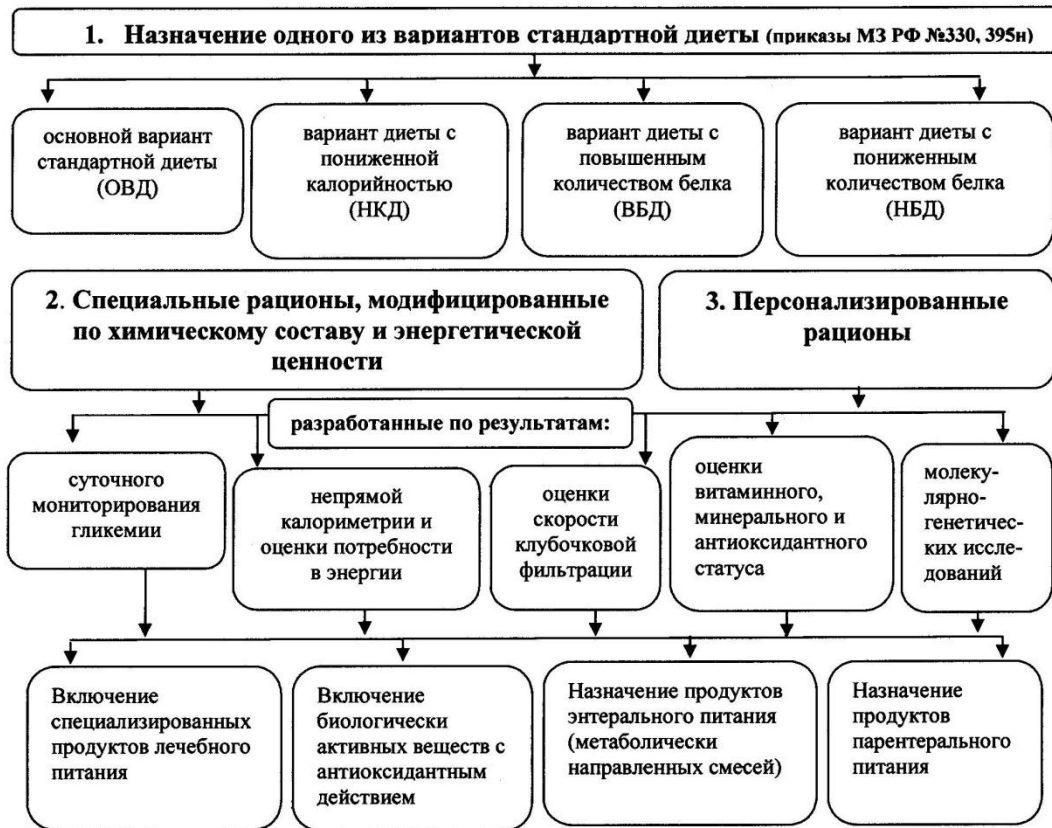 1. Назначение одного из вариантов стандартной диеты (приказы МЗ РФ №330, 395н)
основной вариант
стандартной диеты
(ОВД)
вариант диеты с
пониженной
калорийностью
(НКД)
вариант диеты с
повышенным
количеством белка
(ВБД)
вариант диеты с
пониженным
количеством белка
(НБД)
2. Специальные рационы, модифицированные
по химическому составу и энергетической
ценности
3. Персонализированные
рационы
разработанные по результатам:
суточного
мониторирования
гликемии
непрямой
калориметрии и
оценки потребности
в энергии
оценки
скорости
клубочковой
фильтрации
оценки
витаминного,
минерального и
антиоксидантного
статуса
молеку-
лярно-
генетичес-
ких иссле-
дований
Включение
специализированных
продуктов лечебного
питания
Включение
биологически
активных веществ с
антиоксидантным
действием
Назначение продуктов
энтерального питания
(метаболически
направленных смесей)
Назначение
продуктов
парентерального
питания